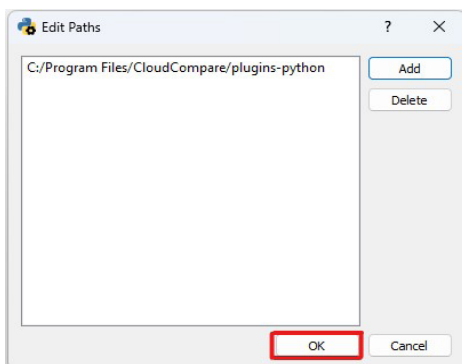 Edit Paths
?
C:/Program Files/CloudCompare/plugins-python
Add
Delete
OK
Cancel